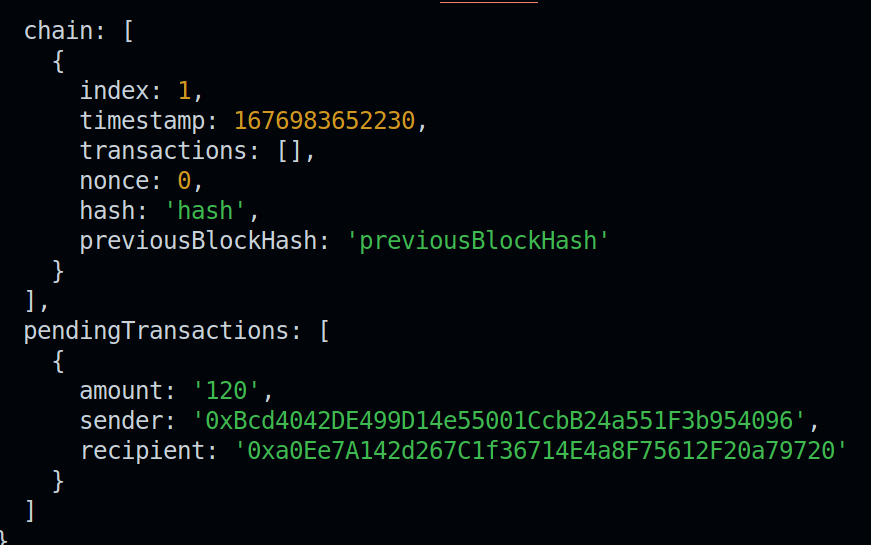 chain: [
{
index: 1,
timestamp: 1676983652230,
transactions: [],
nonce: 0,
hash: 'hash',
previousBlockHash: 'previousBlockHash'
}
],
pendingTransactions: [
{
amount: '120',
sender: '0xBcd4042DE499D14e55001CcbB24a551F3b954096',
recipient: '0xa0Ee7A142d267C1f36714E4a8F75612F20a79720'
}
]
}